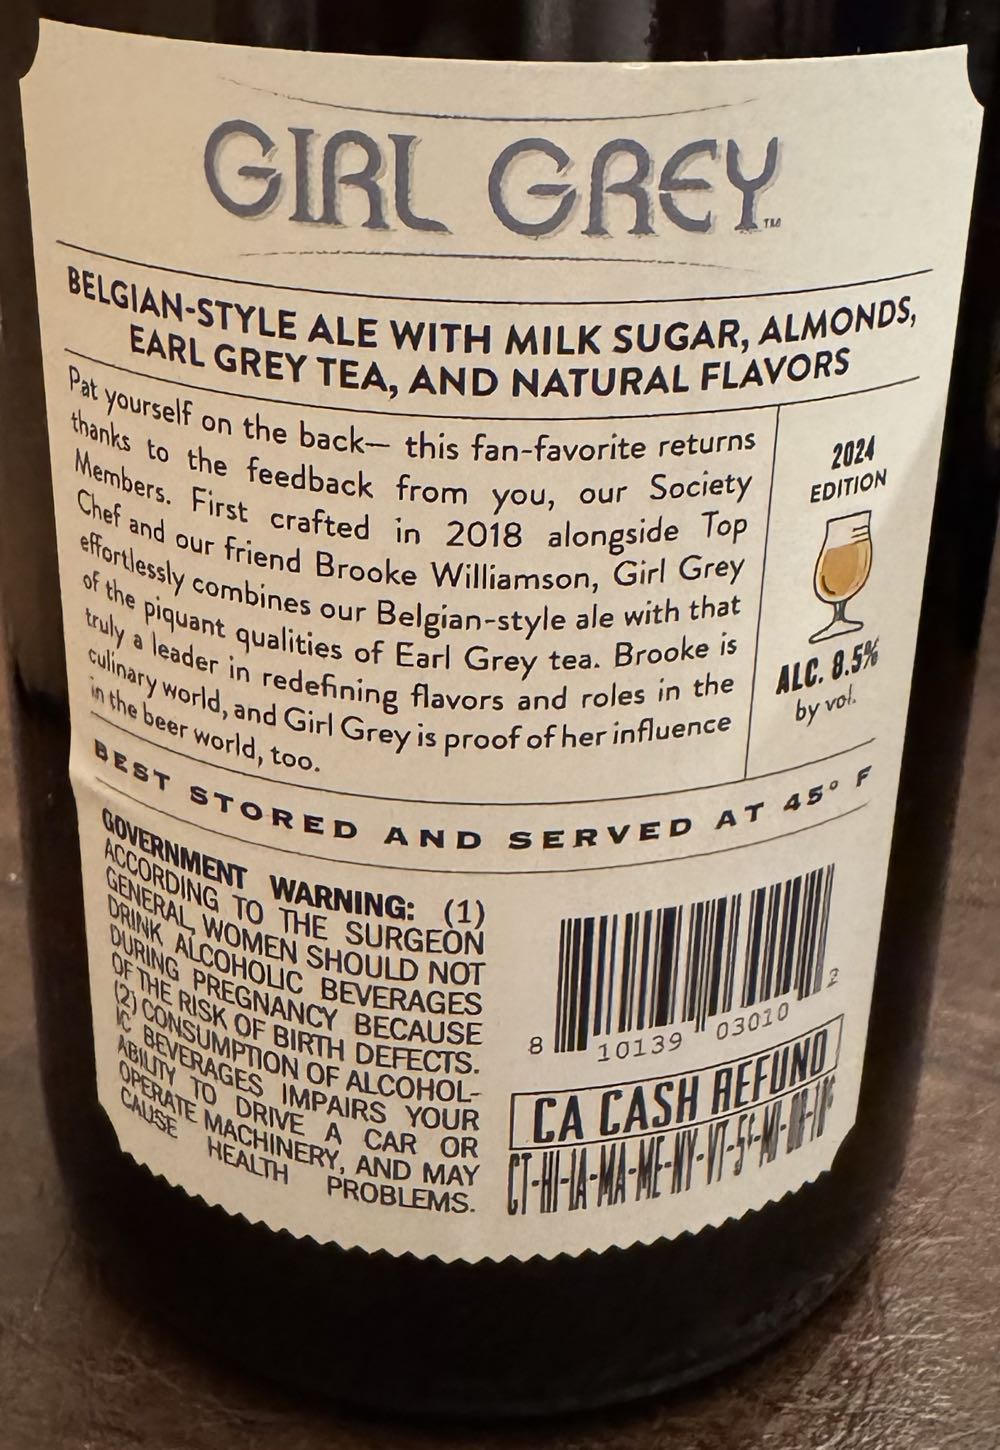 GIRL GREY™
BELGIAN-STYLE ALE WITH MILK SUGAR, ALMONDS,
EARL GREY TEA, AND NATURAL FLAVORS
Pat yourself on the back— this fan-favorite returns
thanks to the feedback from you, our Society
Members. First crafted in 2018 alongside Top
Chef and our friend Brooke Williamson, Girl Grey
effortlessly combines our Belgian-style ale with that
of the piquant qualities of Earl Grey tea. Brooke is
truly a leader in redefining flavors and roles in the
culinary world, and Girl Grey is proof of her influence
in the beer world, too.
2024
EDITION
ALC. 8.5%
by vol.
BEST STORED AND SERVED AT 45° F
GOVERNMENT WARNING: (1)
ACCORDING TO THE SURGEON
GENERAL, WOMEN SHOULD NOT
DRINK ALCOHOLIC BEVERAGES
DURING PREGNANCY BECAUSE
OF THE RISK OF BIRTH DEFECTS.
(2) CONSUMPTION OF ALCOHOL-
IC BEVERAGES IMPAIRS YOUR
ABILITY TO DRIVE A CAR OR
OPERATE MACHINERY, AND MAY
CAUSE HEALTH PROBLEMS.
8 10139 03010 2
CA CASH REFUND
CT-HI-IA-MA-ME-NY-VT-5¢-MI-OR-10¢